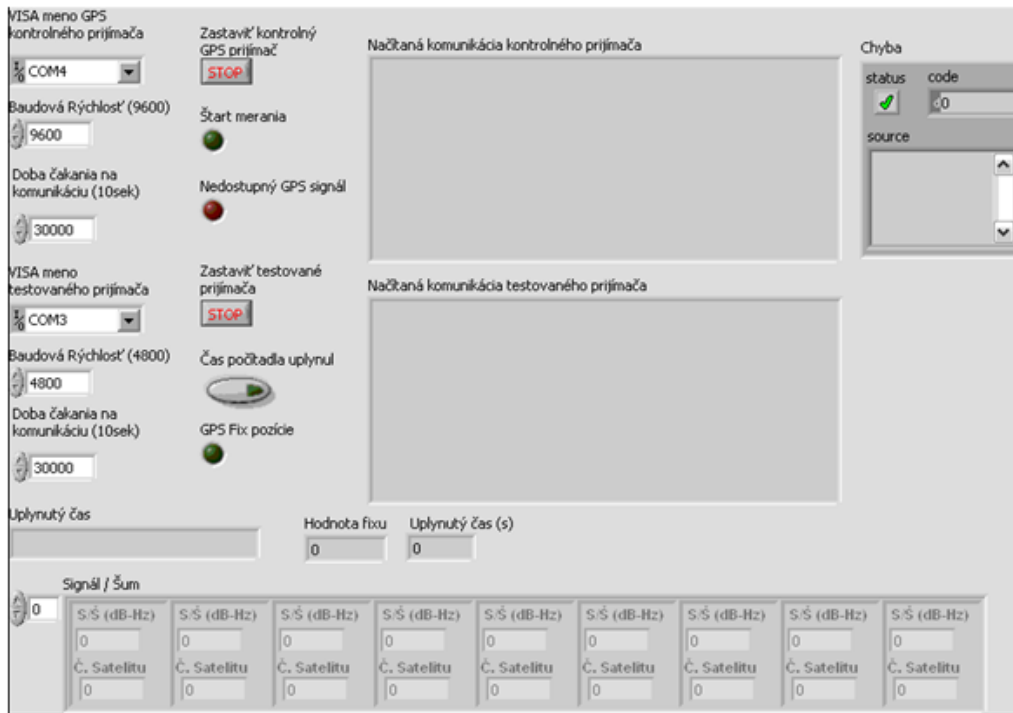 VISA meno GPS
kontrolného prijímača
COM4
Baudová Rýchlosť (9600)
9600
Doba čakania na
komunikáciu (10sek)
30000
VISA meno
testovaného prijímača
COM3
Baudová Rýchlosť (4800)
4800
Doba čakania na
komunikáciu (10sek)
30000
Zastaviť kontrolný
GPS prijímač
STOP
Štart merania
Nedostupný GPS signál
Zastaviť testované
prijímača
STOP
Čas počítadla uplynul
GPS Fix pozície
Načítaná komunikácia kontrolného prijímača
Načítaná komunikácia testovaného prijímača
Chyba
status code
d0
source
Uplynutý čas
Hodnota fixu Uplynutý čas (s)
0 0
Signál / Šum
0
S/Š (dB-Hz) S/Š (dB-Hz) S/Š (dB-Hz) S/Š (dB-Hz) S/Š (dB-Hz) S/Š (dB-Hz) S/Š (dB-Hz) S/Š (dB-Hz) S/Š (dB-Hz)
0 0 0 0 0 0 0 0 0
Č. Satelitu Č. Satelitu Č. Satelitu Č. Satelitu Č. Satelitu Č. Satelitu Č. Satelitu Č. Satelitu Č. Satelitu
0 0 0 0 0 0 0 0 0